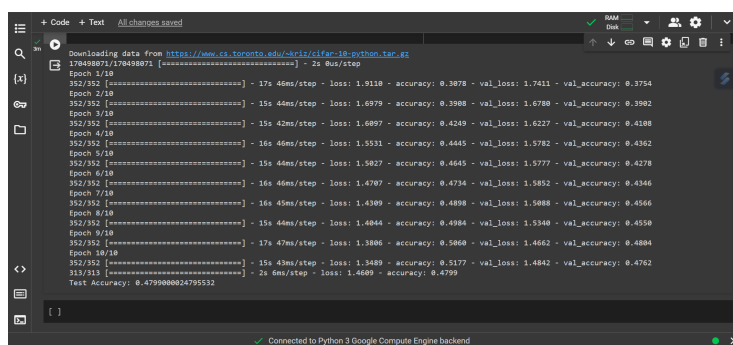 + Code + Text All changes saved
RAM
Disk
3m
Downloading data from https://www.cs.toronto.edu/~kriz/cifar-10-python.tar.gz
170498071/170498071 [==============================] - 2s 0us/step
Epoch 1/10
352/352 [==============================] - 17s 46ms/step - loss: 1.9110 - accuracy: 0.3078 - val_loss: 1.7411 - val_accuracy: 0.3754
Epoch 2/10
352/352 [==============================] - 15s 44ms/step - loss: 1.6979 - accuracy: 0.3908 - val_loss: 1.6780 - val_accuracy: 0.3902
Epoch 3/10
352/352 [==============================] - 15s 42ms/step - loss: 1.6097 - accuracy: 0.4249 - val_loss: 1.6227 - val_accuracy: 0.4108
Epoch 4/10
352/352 [==============================] - 16s 46ms/step - loss: 1.5531 - accuracy: 0.4445 - val_loss: 1.5782 - val_accuracy: 0.4362
Epoch 5/10
352/352 [==============================] - 15s 44ms/step - loss: 1.5027 - accuracy: 0.4645 - val_loss: 1.5777 - val_accuracy: 0.4278
Epoch 6/10
352/352 [==============================] - 16s 46ms/step - loss: 1.4707 - accuracy: 0.4734 - val_loss: 1.5852 - val_accuracy: 0.4346
Epoch 7/10
352/352 [==============================] - 16s 45ms/step - loss: 1.4309 - accuracy: 0.4898 - val_loss: 1.5088 - val_accuracy: 0.4566
Epoch 8/10
352/352 [==============================] - 15s 44ms/step - loss: 1.4044 - accuracy: 0.4984 - val_loss: 1.5340 - val_accuracy: 0.4550
Epoch 9/10
352/352 [==============================] - 17s 47ms/step - loss: 1.3806 - accuracy: 0.5060 - val_loss: 1.4662 - val_accuracy: 0.4804
Epoch 10/10
352/352 [==============================] - 15s 43ms/step - loss: 1.3489 - accuracy: 0.5177 - val_loss: 1.4842 - val_accuracy: 0.4762
313/313 [==============================] - 2s 6ms/step - loss: 1.4609 - accuracy: 0.4799
Test Accuracy: 0.4799000024795532
[ ]
Connected to Python 3 Google Compute Engine backend